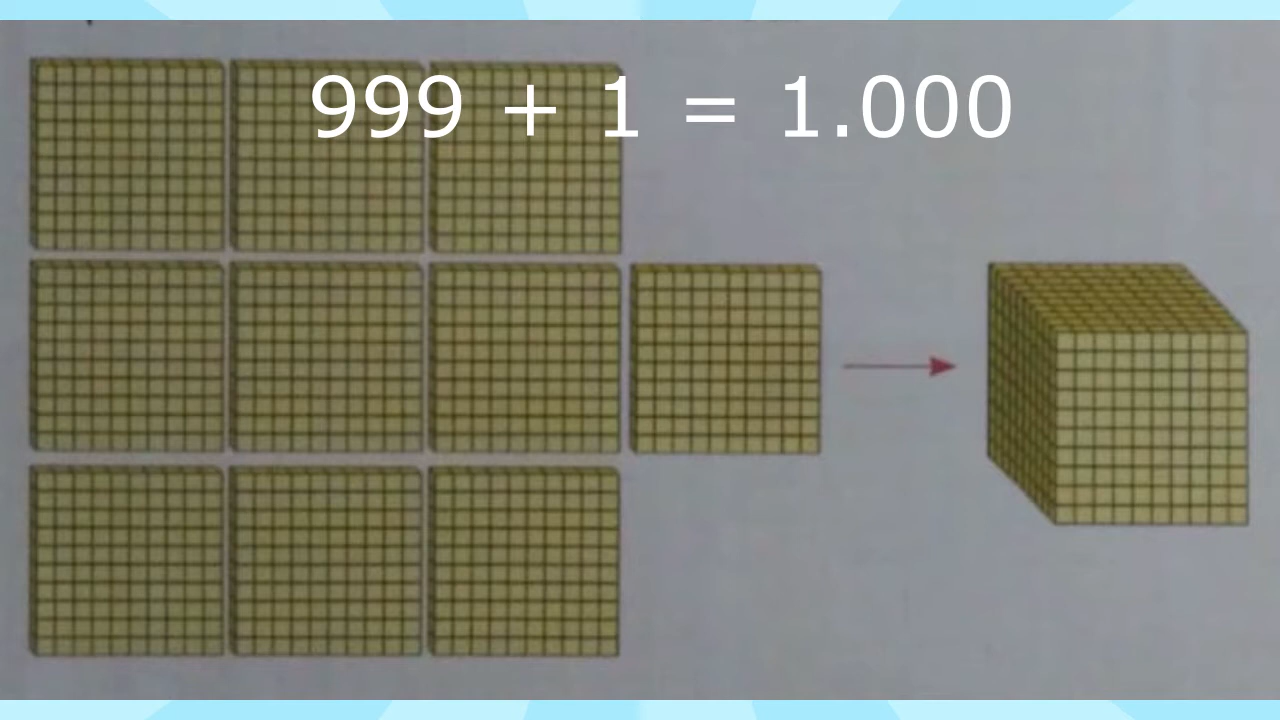 999 + 1 = 1.000